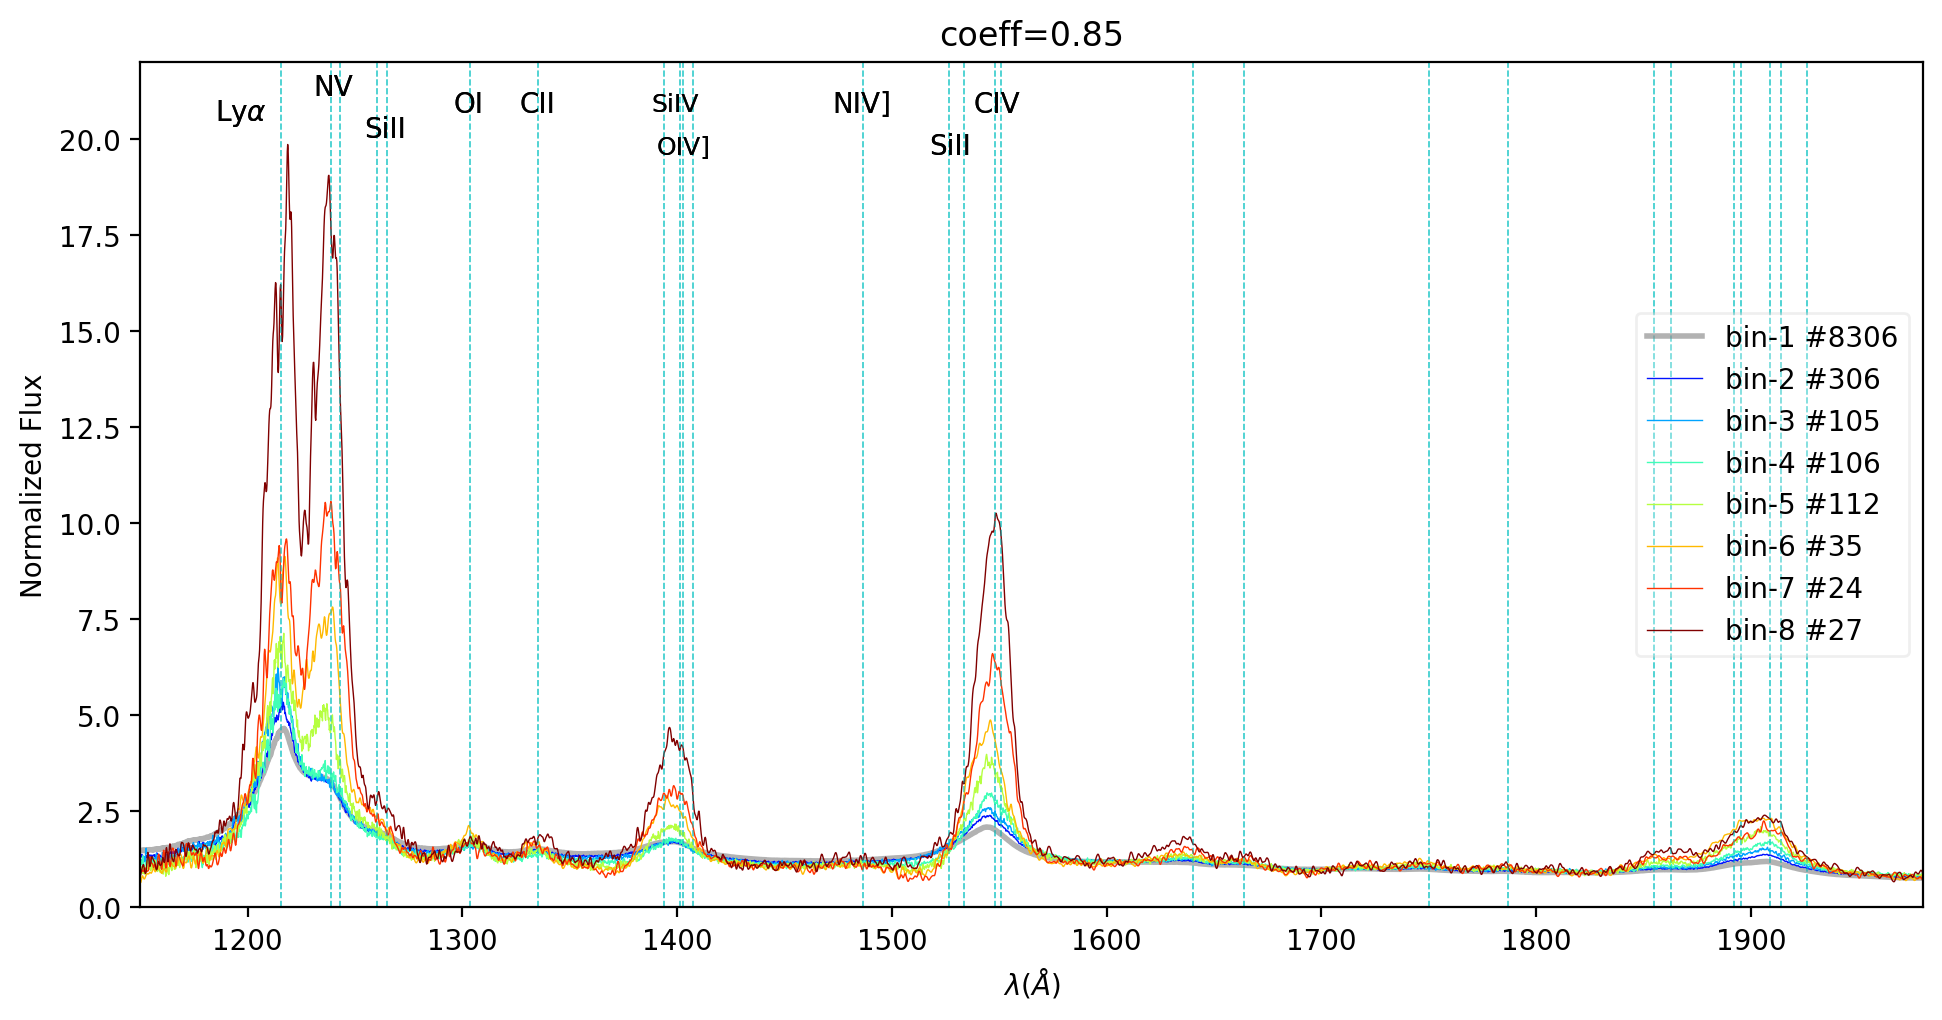 coeff=0.85
NV
Lyα
OI
CII
SiIV
NIV]
CIV
SiII
OIV]
SiII
Normalized Flux
20.0
17.5
15.0
12.5
10.0
7.5
5.0
2.5
0.0
bin-1 #8306
bin-2 #306
bin-3 #105
bin-4 #106
bin-5 #112
bin-6 #35
bin-7 #24
bin-8 #27
1200 1300 1400 1500 1600 1700 1800 1900
λ(Å)